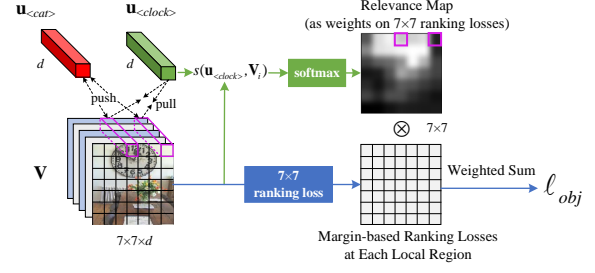 u<cat>
u<clock>
Relevance Map
(as weights on 7×7 ranking losses)
d
d
s(u<clock>, Vi)
softmax
push
pull
⊗ 7×7
V
7×7
ranking loss
Weighted Sum
ℓobj
7×7×d
Margin-based Ranking Losses
at Each Local Region